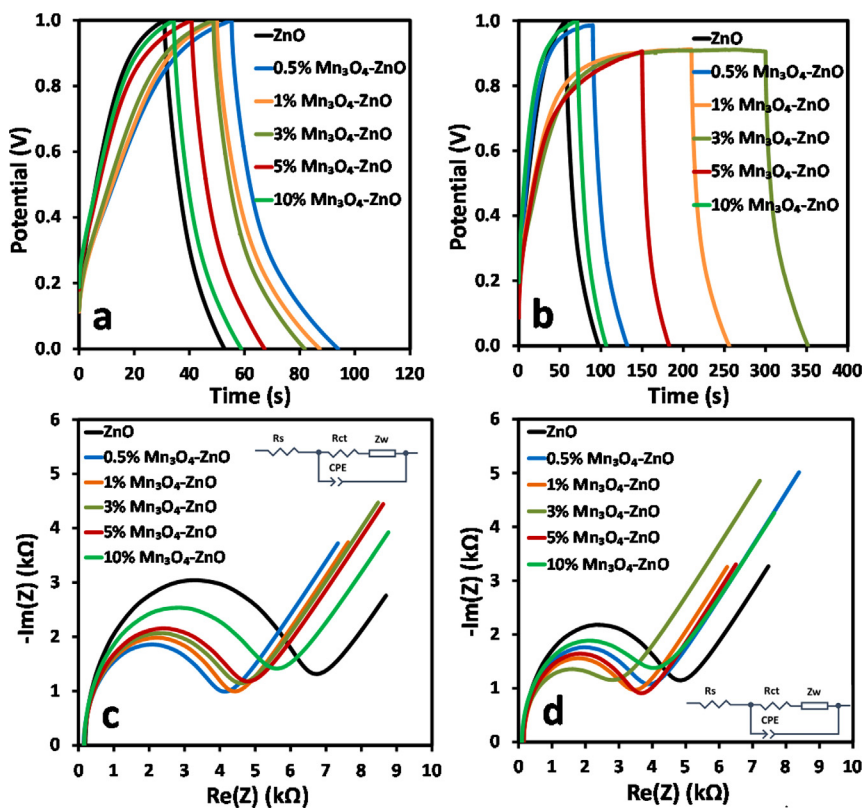 1.0
0.8
0.6
0.4
0.2
0.0
Potential (V)
ZnO
0.5% Mn₃O₄-ZnO
1% Mn₃O₄-ZnO
3% Mn₃O₄-ZnO
5% Mn₃O₄-ZnO
10% Mn₃O₄-ZnO
a
0 20 40 60 80 100 120
Time (s)
1.0
0.8
0.6
0.4
0.2
0.0
Potential (V)
ZnO
0.5% Mn₃O₄-ZnO
1% Mn₃O₄-ZnO
3% Mn₃O₄-ZnO
5% Mn₃O₄-ZnO
10% Mn₃O₄-ZnO
b
0 50 100 150 200 250 300 350 400
Time (s)
6
5
4
3
2
1
0
-Im(Z) (kΩ)
ZnO
0.5% Mn₃O₄-ZnO
1% Mn₃O₄-ZnO
3% Mn₃O₄-ZnO
5% Mn₃O₄-ZnO
10% Mn₃O₄-ZnO
Rs Rct Zw
CPE
c
0 1 2 3 4 5 6 7 8 9 10
Re(Z) (kΩ)
6
5
4
3
2
1
0
-Im(Z) (kΩ)
ZnO
0.5% Mn₃O₄-ZnO
1% Mn₃O₄-ZnO
3% Mn₃O₄-ZnO
5% Mn₃O₄-ZnO
10% Mn₃O₄-ZnO
Rs Rct Zw
CPE
d
0 1 2 3 4 5 6 7 8 9 10
Re(Z) (kΩ)